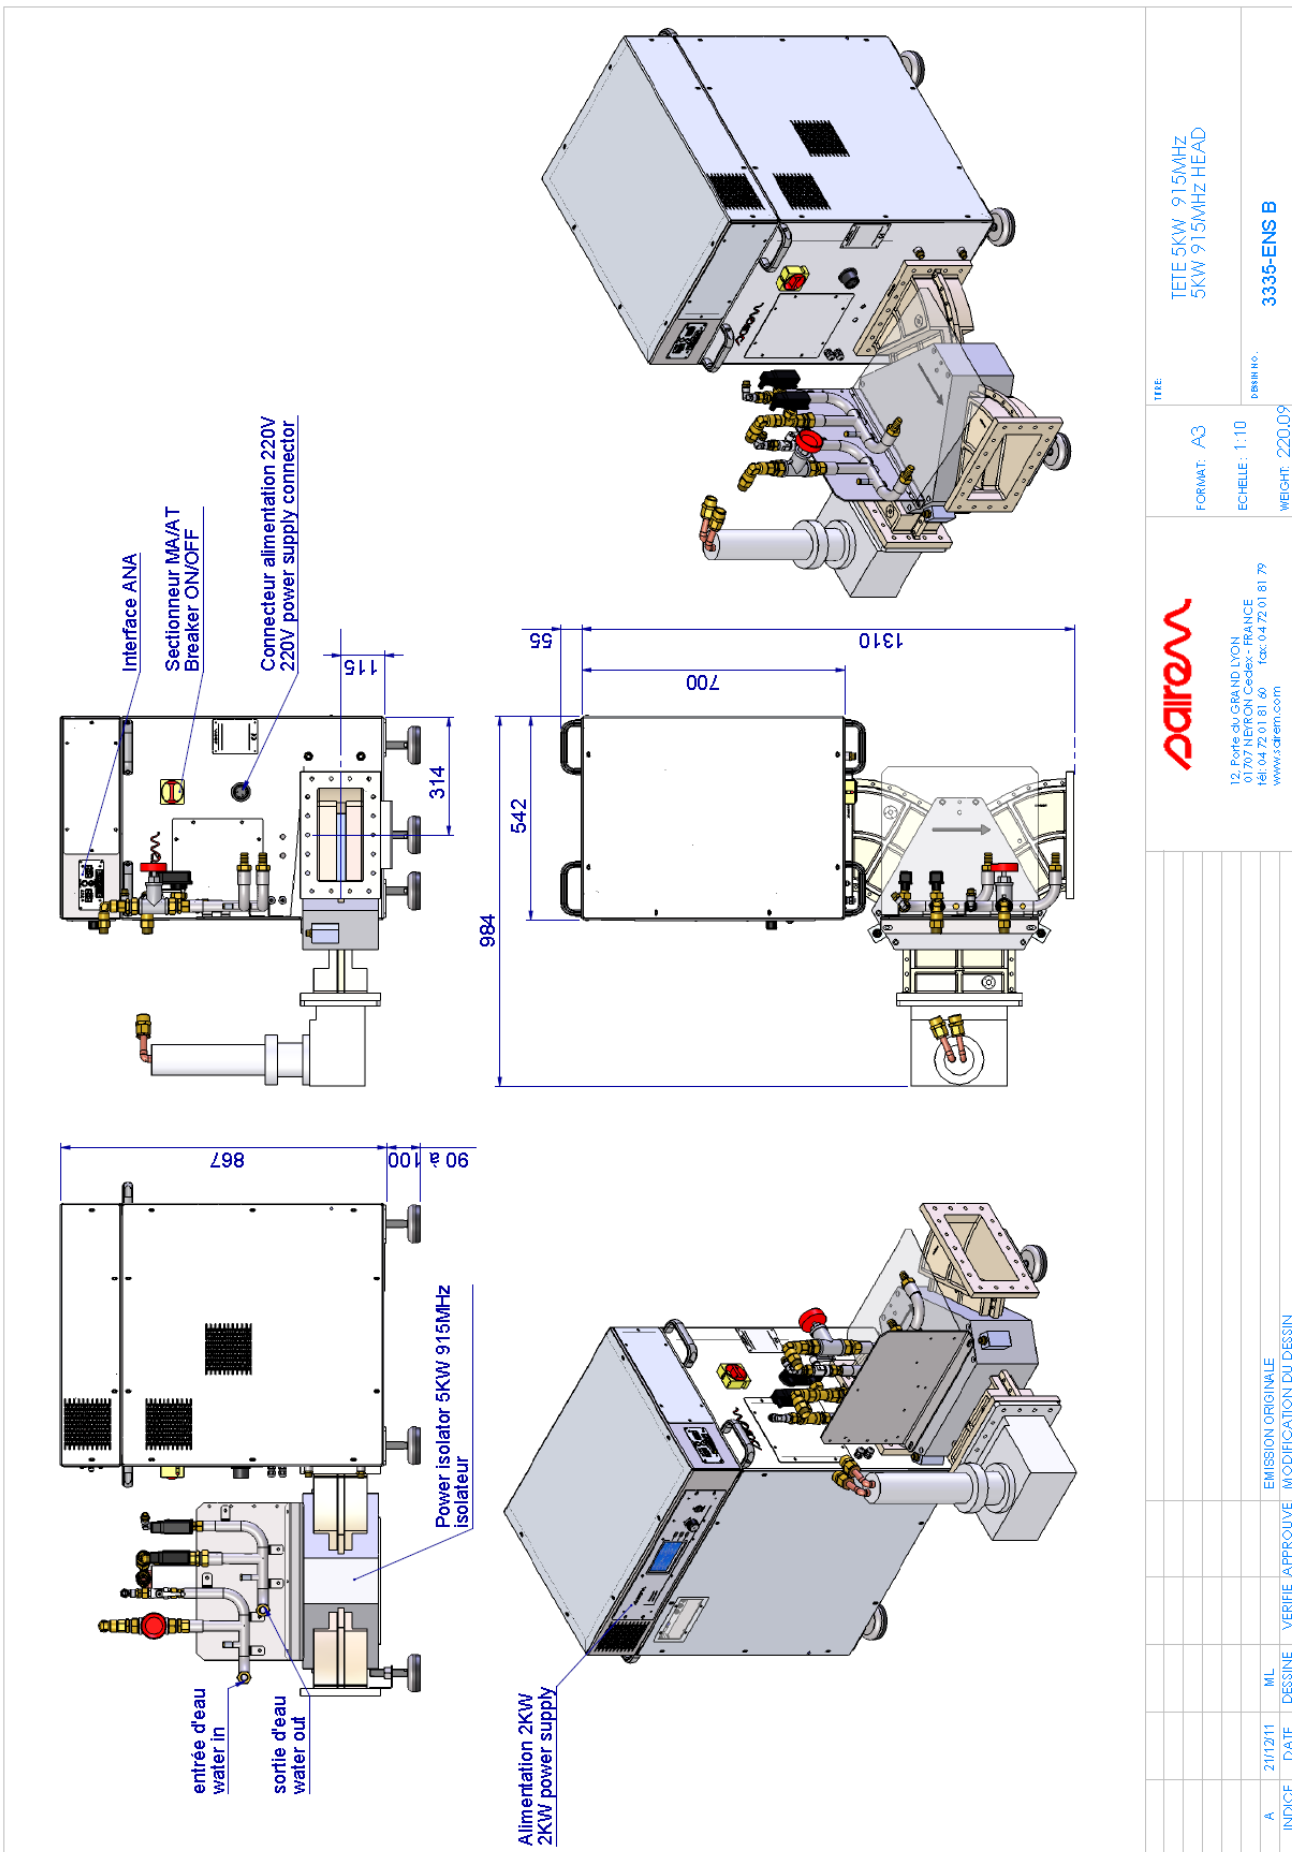 Interface ANA
Sectionneur MA/AT
Breaker ON/OFF
Connecteur alimentation 220V
220V power supply connector
115
314
867
90 à 100
Power isolator 5KW 915MHz
isolateur
entrée d'eau
water in
sortie d'eau
water out
55
1310
700
542
984
Alimentation 2KW
2KW power supply
sairem
12, Porte du GRAND LYON
01707 NEYRON Cedex - FRANCE
tél: 04 72 01 81 60 fax: 04 72 01 81 79
www.sairem.com
TITRE:
TETE 5KW 915MHZ
5KW 915MHZ HEAD
FORMAT: A3
ECHELLE: 1:10
WEIGHT: 220.09
DESSIN NO.
3335-ENS B
A 21/12/11 ML EMISSION ORIGINALE
INDICE DATE DESSINE VERIFIE APPROUVE MODIFICATION DU DESSIN